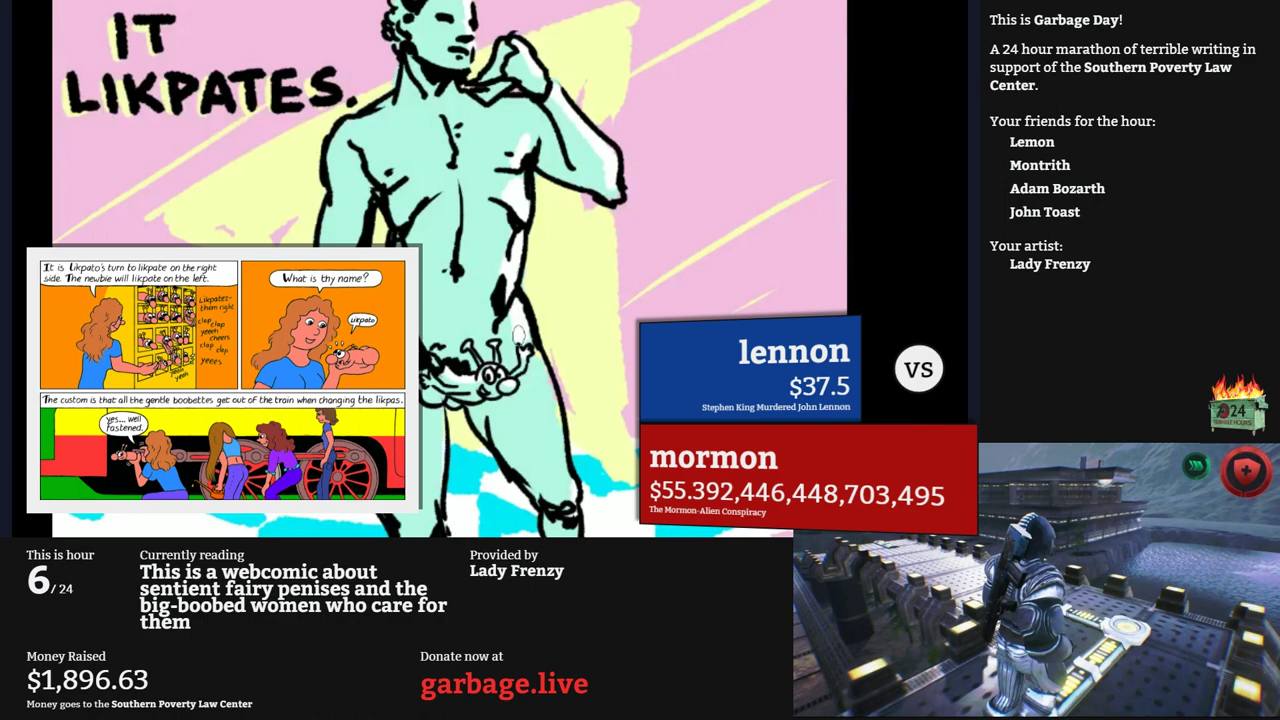 IT
LIKPATES.
It is Likpato's turn to likpate on the right
side. The newbie will likpate on the left.
Likpates-
them right
clap
clap
yeeeh
cheers
clap
clap
yeees
yeeh
yeah
What is thy name?
Likpato
The custom is that all the gentle boobettes get out of the train when changing the likpas.
yes... well
fastened.
lennon
$37.5
Stephen King Murdered John Lennon
VS
mormon
$55.392,446,448,703,495
The Mormon-Alien Conspiracy
This is Garbage Day!
A 24 hour marathon of terrible writing in
support of the Southern Poverty Law
Center.
Your friends for the hour:
Lemon
Montrith
Adam Bozarth
John Toast
Your artist:
Lady Frenzy
24
This is hour
6 / 24
Currently reading
This is a webcomic about
sentient fairy penises and the
big-boobed women who care for
them
Provided by
Lady Frenzy
Money Raised
$1,896.63
Money goes to the Southern Poverty Law Center
Donate now at
garbage.live